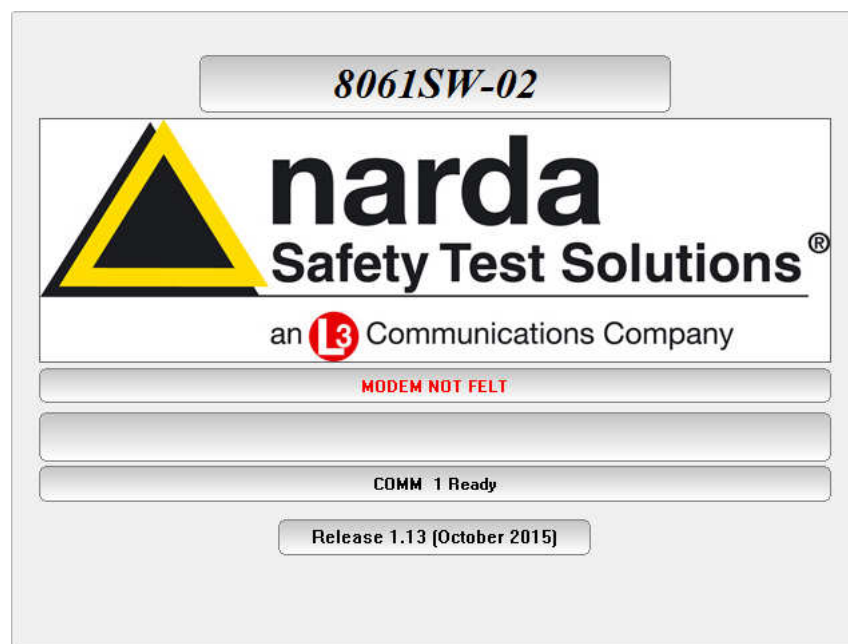 8061SW-02
narda
Safety Test Solutions®
an L3 Communications Company
MODEM NOT FELT
COMM 1 Ready
Release 1.13 (October 2015)